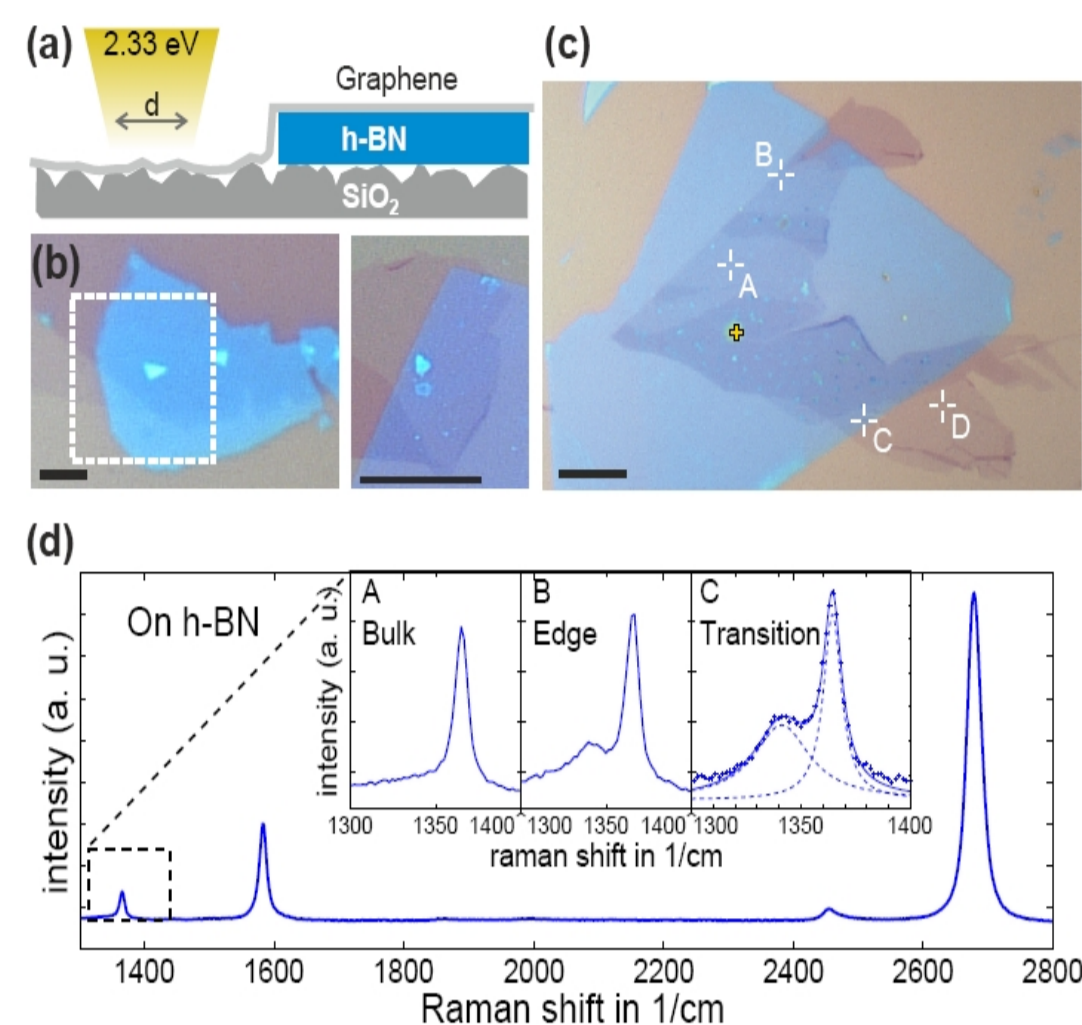 (a)
2.33 eV
d
Graphene
h-BN
SiO₂
(b)
(c)
B
A
C
D
(d)
On h-BN
intensity (a. u.)
intensity (a. u.)
A
Bulk
B
Edge
C
Transition
1300 1350 1400 1300 1350 1400 1300 1350 1400
raman shift in 1/cm
1400 1600 1800 2000 2200 2400 2600 2800
Raman shift in 1/cm